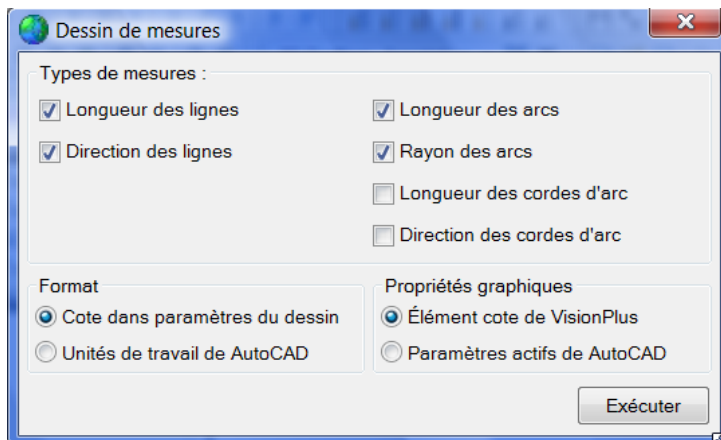 Dessin de mesures
Types de mesures :
Longueur des lignes
Longueur des arcs
Direction des lignes
Rayon des arcs
Longueur des cordes d'arc
Direction des cordes d'arc
Format
Propriétés graphiques
Cote dans paramètres du dessin
Élément cote de VisionPlus
Unités de travail de AutoCAD
Paramètres actifs de AutoCAD
Exécuter